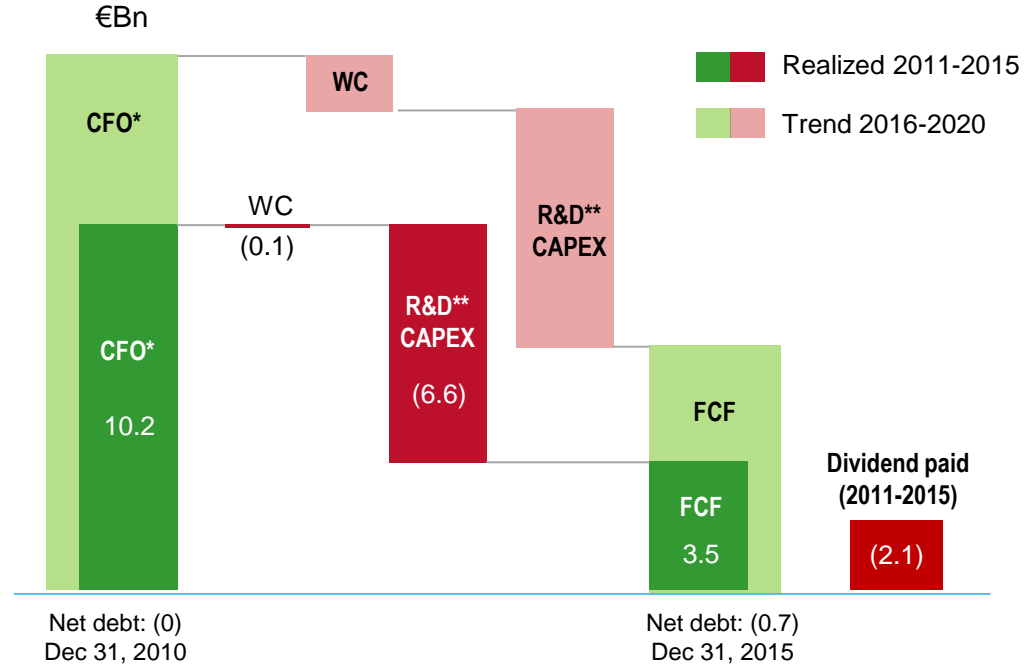 €Bn
Realized 2011-2015
Trend 2016-2020
CFO*
WC
R&D**
CAPEX
FCF
CFO*
10.2
WC
(0.1)
R&D**
CAPEX
(6.6)
FCF
3.5
Dividend paid
(2011-2015)
(2.1)
Net debt: (0)
Dec 31, 2010
Net debt: (0.7)
Dec 31, 2015